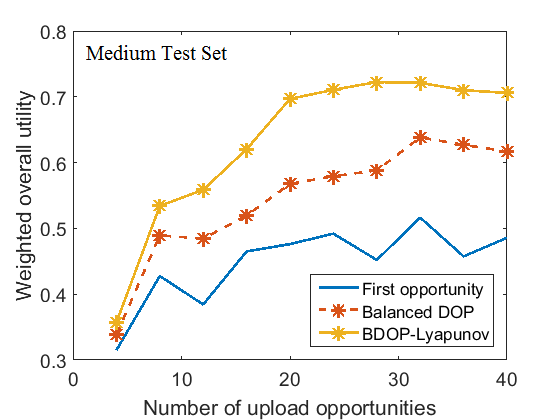 Medium Test Set
0.8
0.7
0.6
0.5
0.4
0.3
Weighted overall utility
First opportunity
Balanced DOP
BDOP-Lyapunov
0 10 20 30 40
Number of upload opportunities